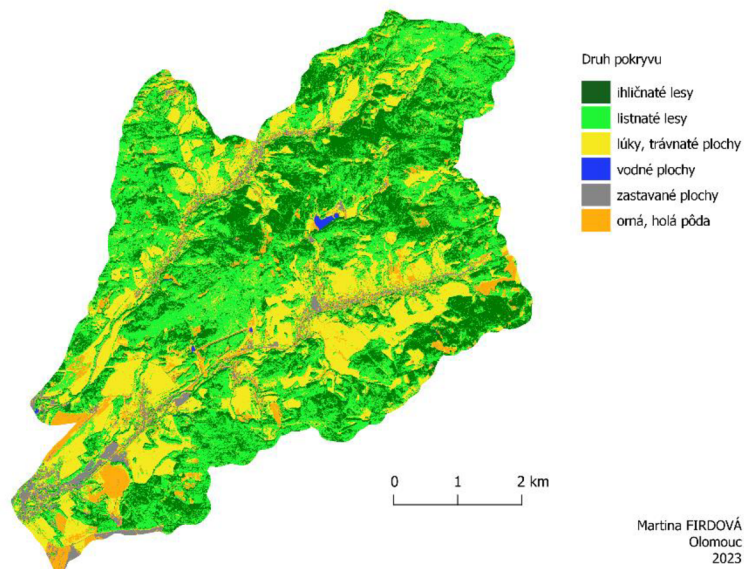 Druh pokryvu
ihličnaté lesy
listnaté lesy
lúky, trávnaté plochy
vodné plochy
zastavané plochy
orná, holá pôda
0 1 2 km
Martina FIRDOVÁ
Olomouc
2023